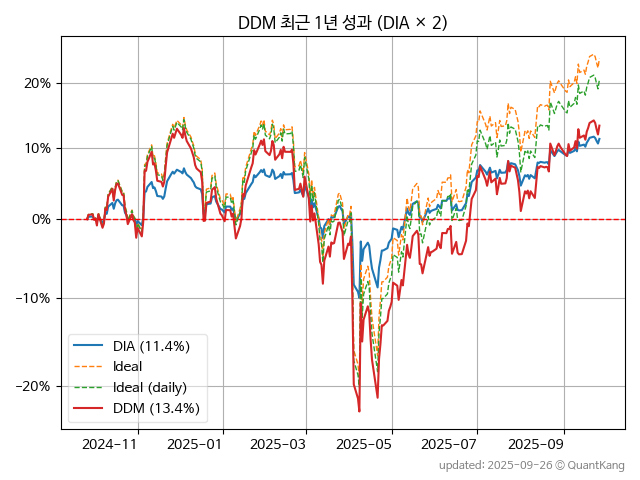 DDM 최근 1년 성과 (DIA × 2)
20%
10%
0%
−10%
−20%
DIA (11.4%)
Ideal
Ideal (daily)
DDM (13.4%)
2024-11
2025-01
2025-03
2025-05
2025-07
2025-09
updated: 2025-09-26 © QuantKang